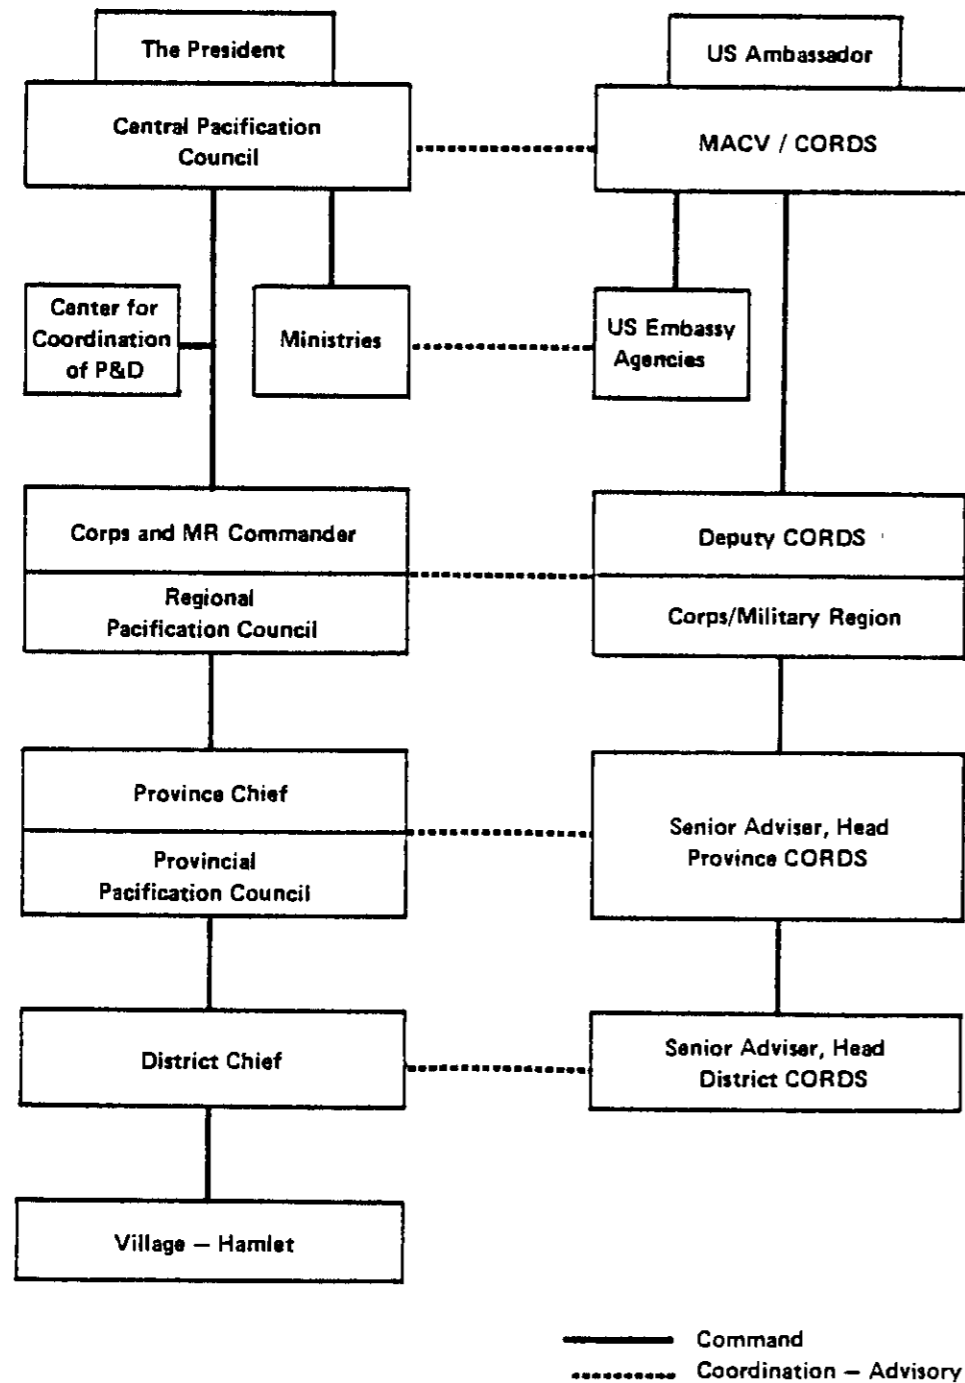 The President
US Ambassador
Central Pacification
Council
MACV / CORDS
Center for
Coordination
of P&D
Ministries
US Embassy
Agencies
Corps and MR Commander
Regional
Pacification Council
Deputy CORDS
Corps/Military Region
Province Chief
Provincial
Pacification Council
Senior Adviser, Head
Province CORDS
District Chief
Senior Adviser, Head
District CORDS
Village – Hamlet
Command
Coordination – Advisory